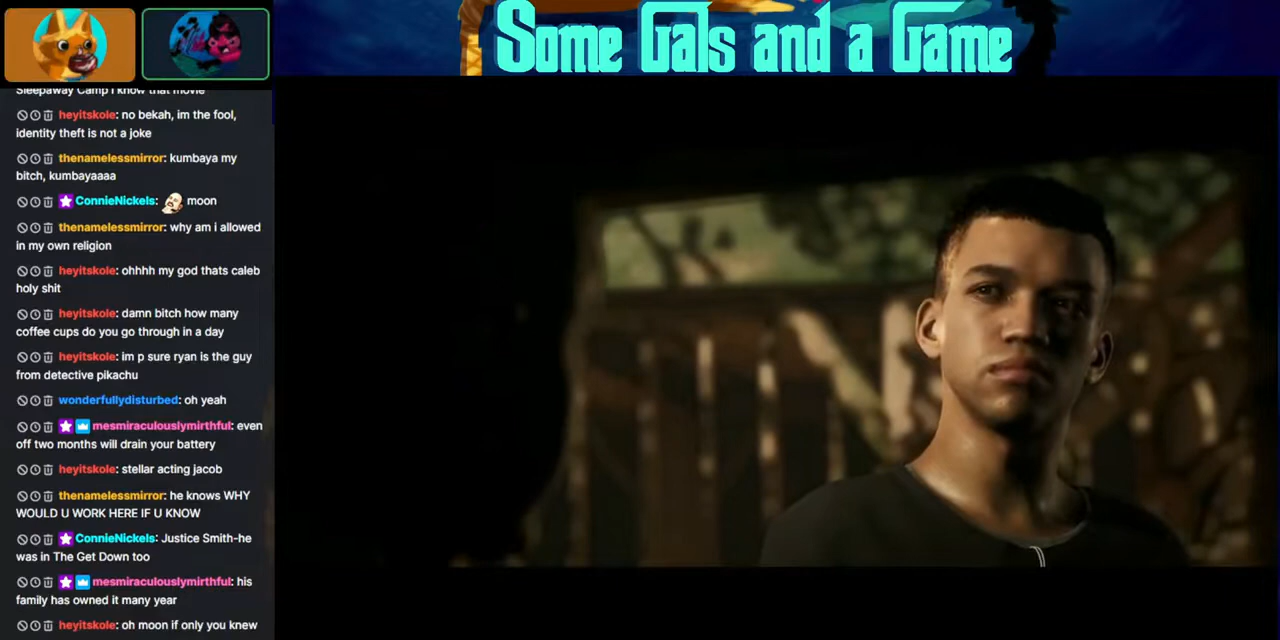 Some Gals and a Game
Sleepaway Camp I know that movie
heyitskole: no bekah, im the fool,
identity theft is not a joke
thenamelessmirror: kumbaya my
bitch, kumbayaaaa
ConnieNickels: moon
thenamelessmirror: why am i allowed
in my own religion
heyitskole: ohhhh my god thats caleb
holy shit
heyitskole: damn bitch how many
coffee cups do you go through in a day
heyitskole: im p sure ryan is the guy
from detective pikachu
wonderfullydisturbed: oh yeah
mesmiraculouslymirthful: even
off two months will drain your battery
heyitskole: stellar acting jacob
thenamelessmirror: he knows WHY
WOULD U WORK HERE IF U KNOW
ConnieNickels: Justice Smith-he
was in The Get Down too
mesmiraculouslymirthful: his
family has owned it many year
heyitskole: oh moon if only you knew